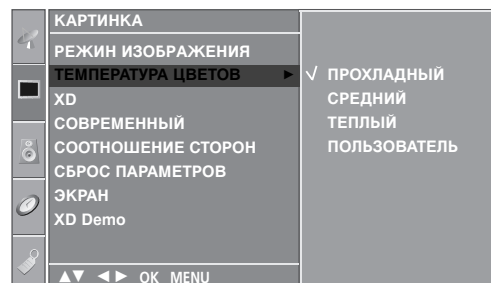 КАРТИНКА
РЕЖИН ИЗОБРАЖЕНИЯ
ТЕМПЕРАТУРА ЦВЕТОВ ►
XD
СОВРЕМЕННЫЙ
СООТНОШЕНИЕ СТОРОН
СБРОС ПАРАМЕТРОВ
ЭКРАН
XD Demo
▲▼ ◄► OK MENU
√ ПРОХЛАДНЫЙ
СРЕДНИЙ
ТЕПЛЫЙ
ПОЛЬЗОВАТЕЛЬ